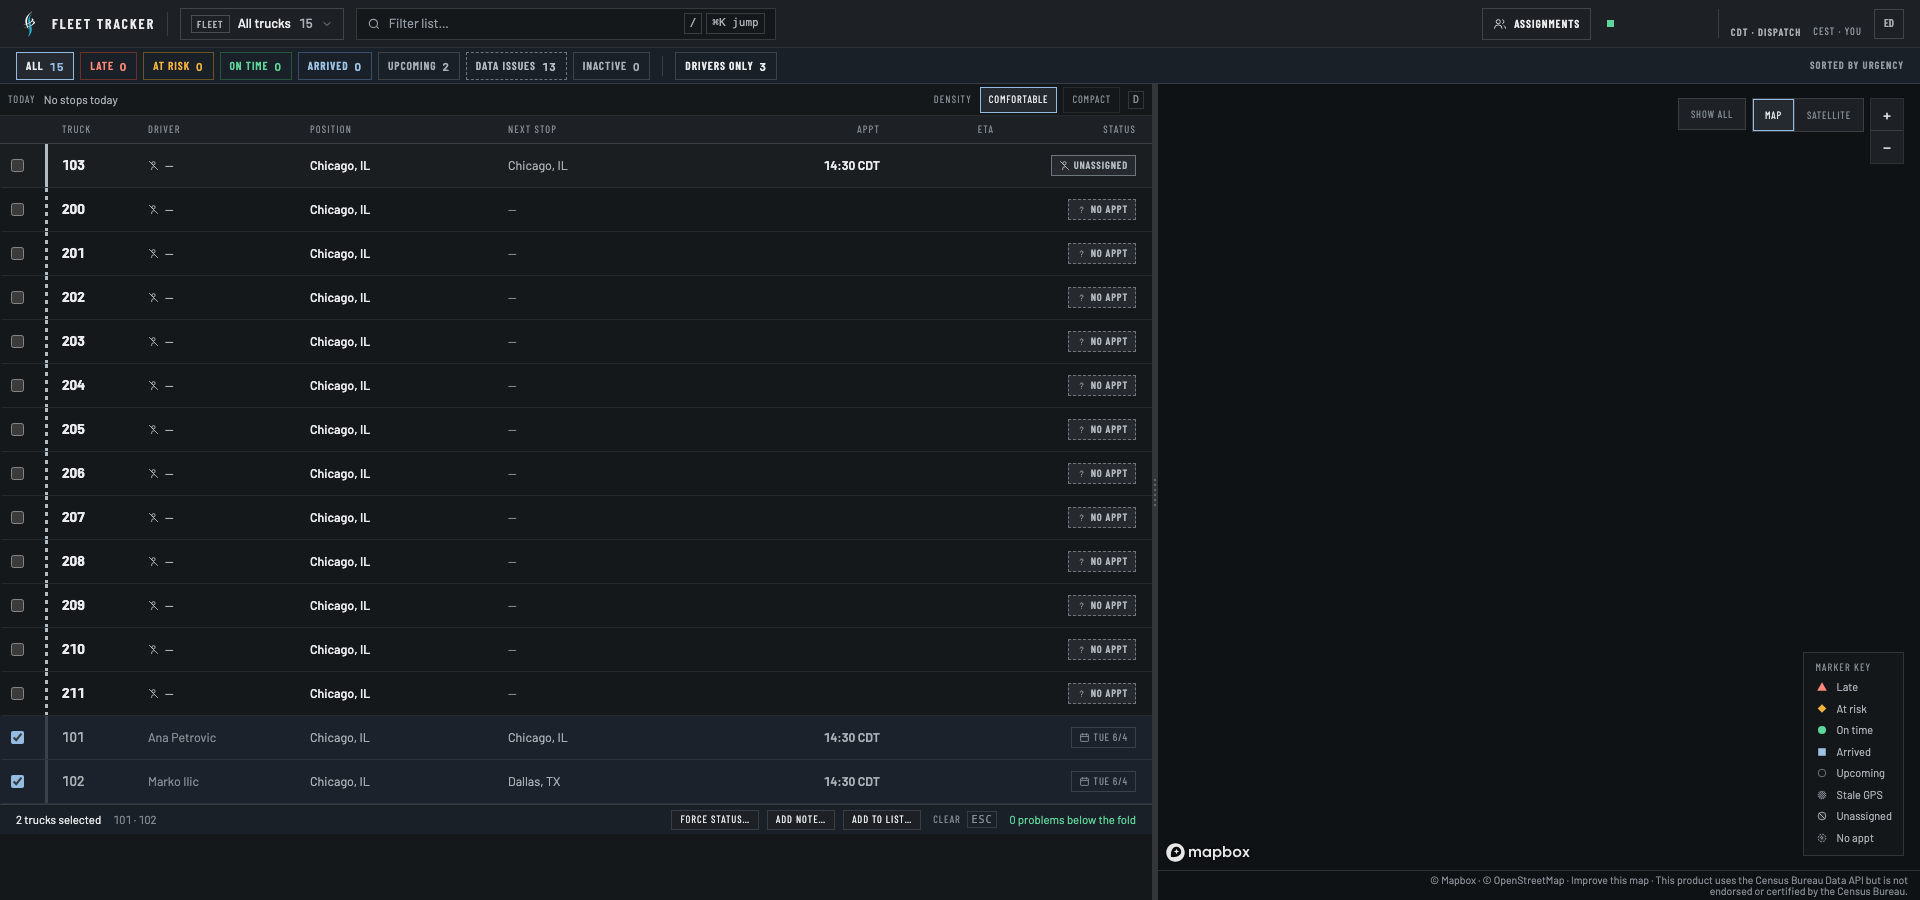 FLEET TRACKER FLEET All trucks 15 Filter list... / ⌘K jump ASSIGNMENTS CDT · DISPATCH CEST · YOU ED
ALL 15 LATE 0 AT RISK 0 ON TIME 0 ARRIVED 0 UPCOMING 2 DATA ISSUES 13 INACTIVE 0 DRIVERS ONLY 3 SORTED BY URGENCY
TODAY No stops today DENSITY COMFORTABLE COMPACT D
TRUCK DRIVER POSITION NEXT STOP APPT ETA STATUS
103 — Chicago, IL Chicago, IL 14:30 CDT UNASSIGNED
200 — Chicago, IL — ? NO APPT
201 — Chicago, IL — ? NO APPT
202 — Chicago, IL — ? NO APPT
203 — Chicago, IL — ? NO APPT
204 — Chicago, IL — ? NO APPT
205 — Chicago, IL — ? NO APPT
206 — Chicago, IL — ? NO APPT
207 — Chicago, IL — ? NO APPT
208 — Chicago, IL — ? NO APPT
209 — Chicago, IL — ? NO APPT
210 — Chicago, IL — ? NO APPT
211 — Chicago, IL — ? NO APPT
101 Ana Petrovic Chicago, IL Chicago, IL 14:30 CDT TUE 6/4
102 Marko Ilic Chicago, IL Dallas, TX 14:30 CDT TUE 6/4
2 trucks selected 101 · 102 FORCE STATUS... ADD NOTE... ADD TO LIST... CLEAR ESC 0 problems below the fold
SHOW ALL MAP SATELLITE +
−
MARKER KEY
Late
At risk
On time
Arrived
Upcoming
Stale GPS
Unassigned
No appt
mapbox
© Mapbox · © OpenStreetMap · Improve this map · This product uses the Census Bureau Data API but is not
endorsed or certified by the Census Bureau.